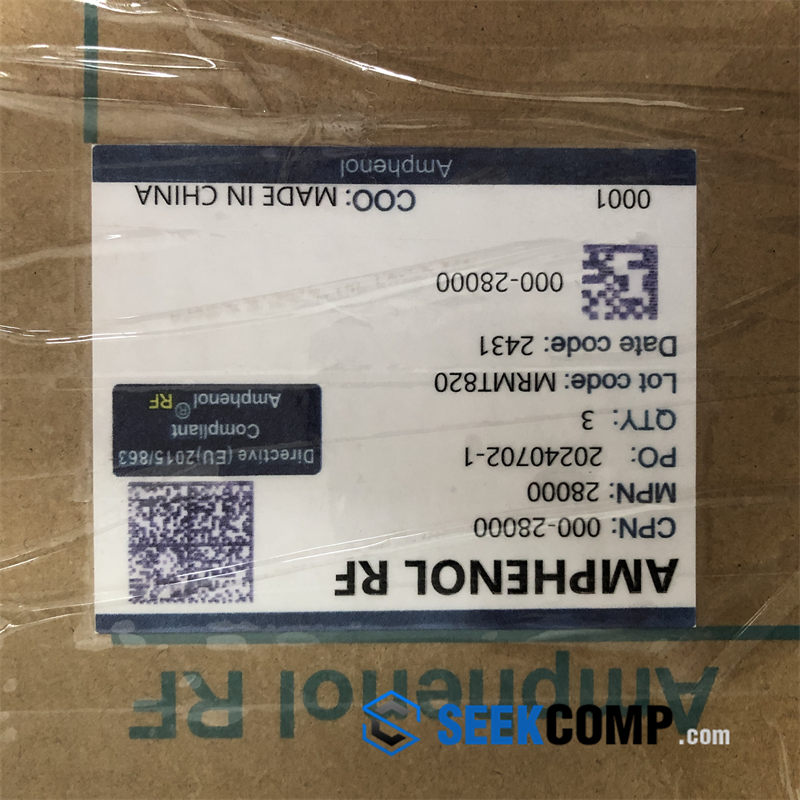 Amphenol RF
AMPHENOL RF
CPN: 000-28000
MPN: 28000
PO: 20240702-1
QTY: 3
Lot code: MRMT820
Date code: 2431
Directive (EU)2015/863
Compliant
Amphenol® RF
000-28000
0001
COO: MADE IN CHINA
Amphenol
SEEKCOMP.com